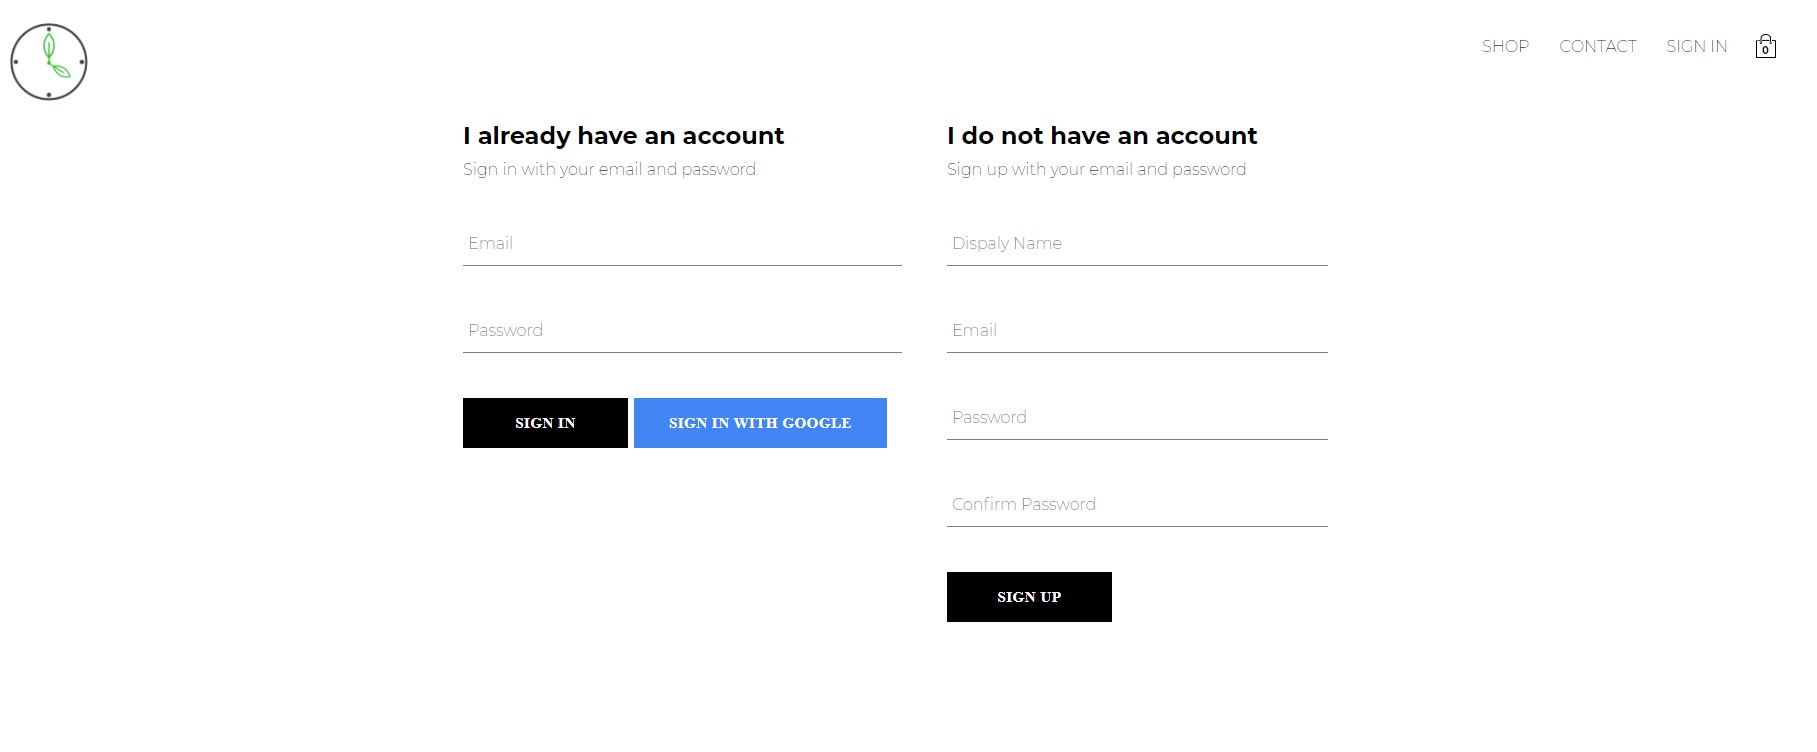 SHOP CONTACT SIGN IN 0
I already have an account
Sign in with your email and password
Email
Password
SIGN IN SIGN IN WITH GOOGLE
I do not have an account
Sign up with your email and password
Dispaly Name
Email
Password
Confirm Password
SIGN UP